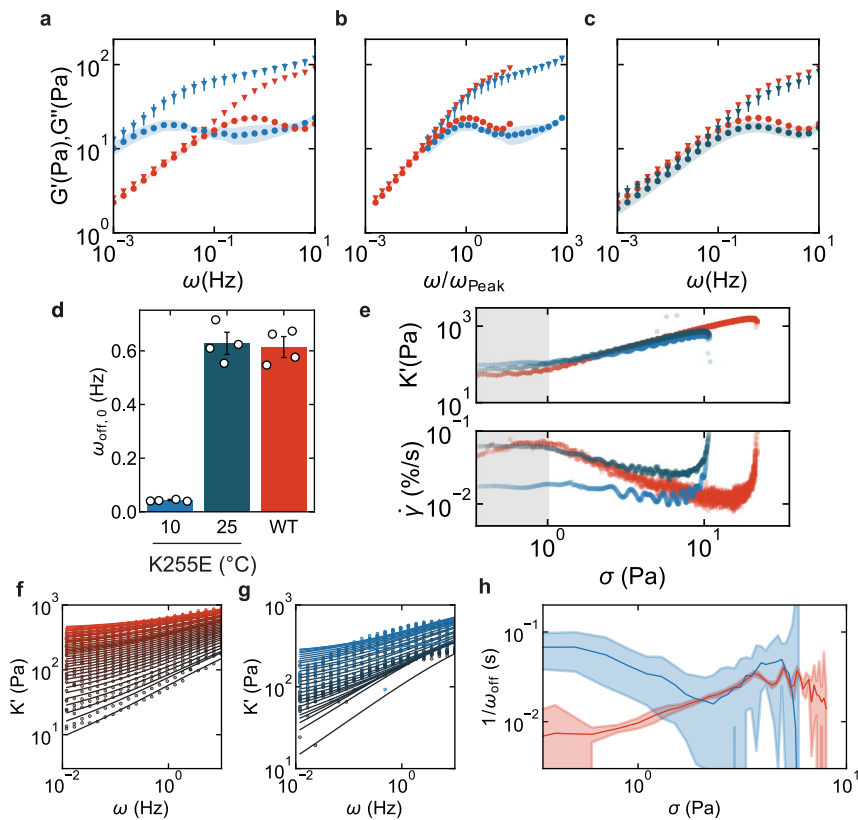 a
b
c
G'(Pa),G''(Pa)
10²
10¹
10⁰
10⁻³ 10⁻¹ 10¹
ω(Hz)
10⁻³ 10⁰ 10³
ω/ω_Peak
10⁻³ 10⁻¹ 10¹
ω(Hz)
d
ω_off, 0 (Hz)
0.6
0.4
0.2
0.0
10 25 WT
K255E (°C)
e
K'(Pa)
10³
10¹
γ̇ (%/s)
10⁻¹
10⁻²
10⁰ 10¹
σ (Pa)
f
K' (Pa)
10³
10²
10¹
10⁻² 10⁰
ω (Hz)
g
K' (Pa)
10³
10²
10¹
10⁻² 10⁰
ω (Hz)
h
1/ω_off (s)
10⁻¹
10⁻²
10⁰ 10¹
σ (Pa)